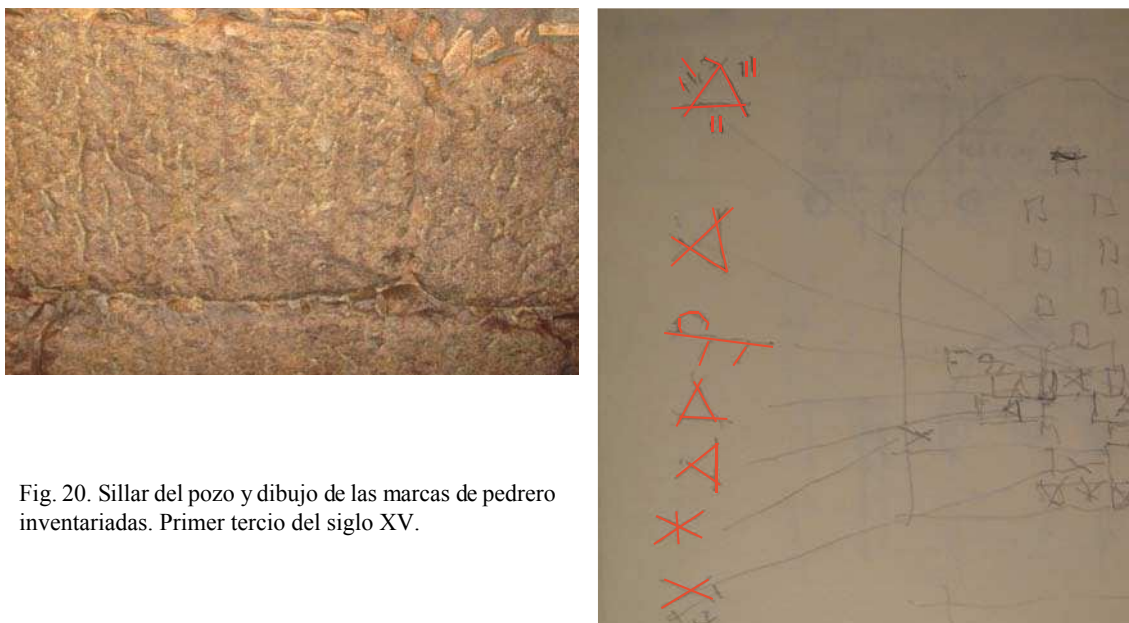 Fig. 20. Sillar del pozo y dibujo de las marcas de pedrero
inventariadas. Primer tercio del siglo XV.